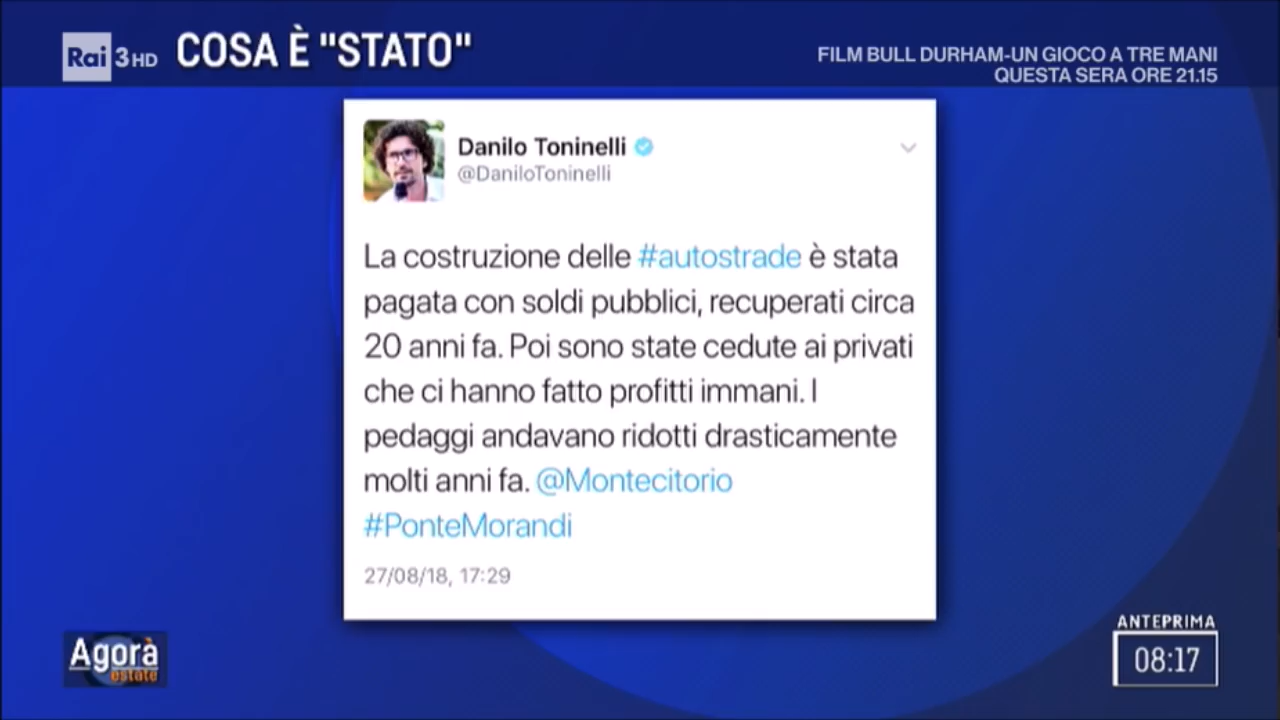 Rai 3HD
COSA È "STATO"
FILM BULL DURHAM-UN GIOCO A TRE MANI
QUESTA SERA ORE 21.15
Danilo Toninelli
@DaniloToninelli
La costruzione delle #autostrade è stata
pagata con soldi pubblici, recuperati circa
20 anni fa. Poi sono state cedute ai privati
che ci hanno fatto profitti immani. I
pedaggi andavano ridotti drasticamente
molti anni fa. @Montecitorio
#PonteMorandi
27/08/18, 17:29
Agorà
estate
ANTEPRIMA
08:17